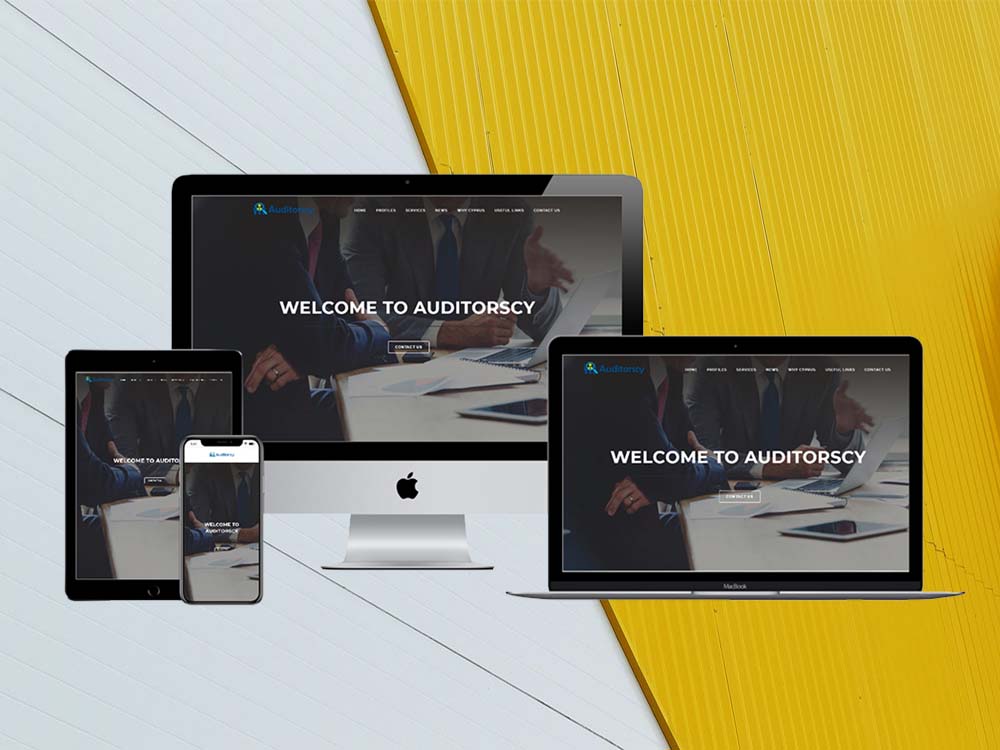 Auditorscy
HOME PROFILES SERVICES NEWS WHY CYPRUS USEFUL LINKS CONTACT US
WELCOME TO AUDITORSCY
CONTACT US
WELCOME TO AUDITO
Auditorscy
WELCOME TO
AUDITORSCY
Auditorscy
HOME PROFILES SERVICES NEWS WHY CYPRUS USEFUL LINKS CONTACT US
WELCOME TO AUDITORSCY
CONTACT US
MacBook